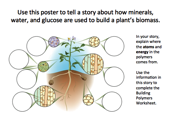 Use this poster to tell a story about how minerals,
water, and glucose are used to build a plant's biomass.
In your story,
explain where
the atoms and
energy in the
polymers
comes from.
Use the
information in
this story to
complete the
Building
Polymers
Worksheet.